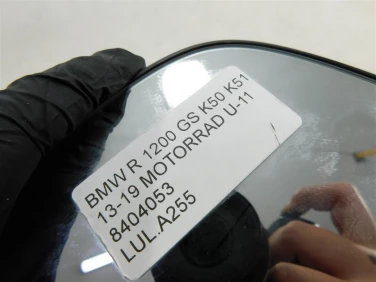 BMW R 1200 GS K50 K51
13-19 MOTORRAD U-11
8404053
LUL.A255